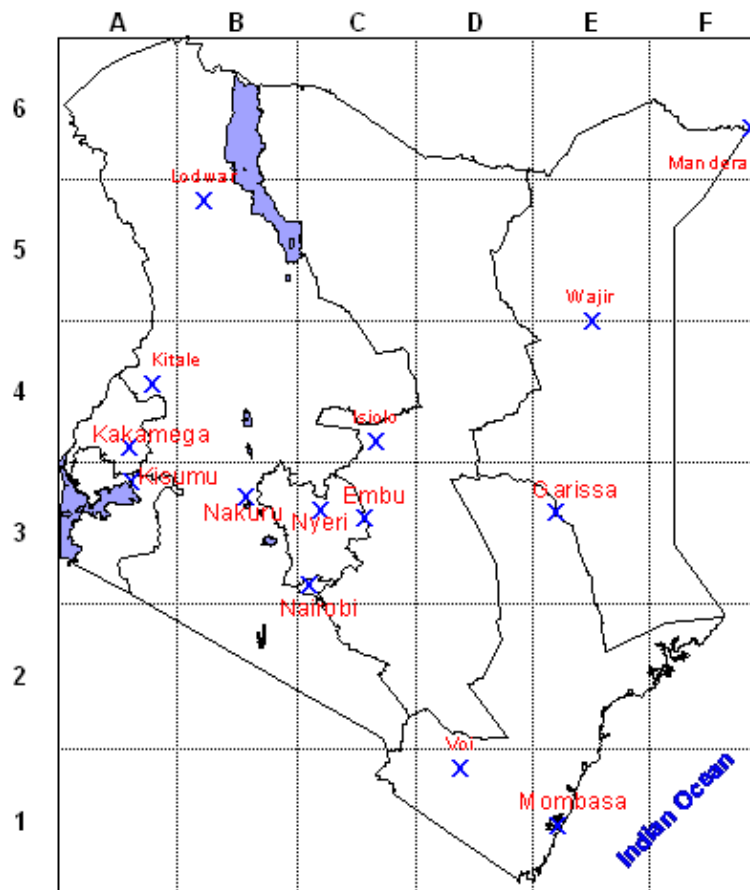 A B C D E F
6
Mandera
Lodwar
5
Wajir
Kitale
4
Isiolo
Kakamega
Kisumu
Embu
Garissa
Nakuru
Nyeri
3
Nairobi
2
Voi
Mombasa
1
Indian Ocean